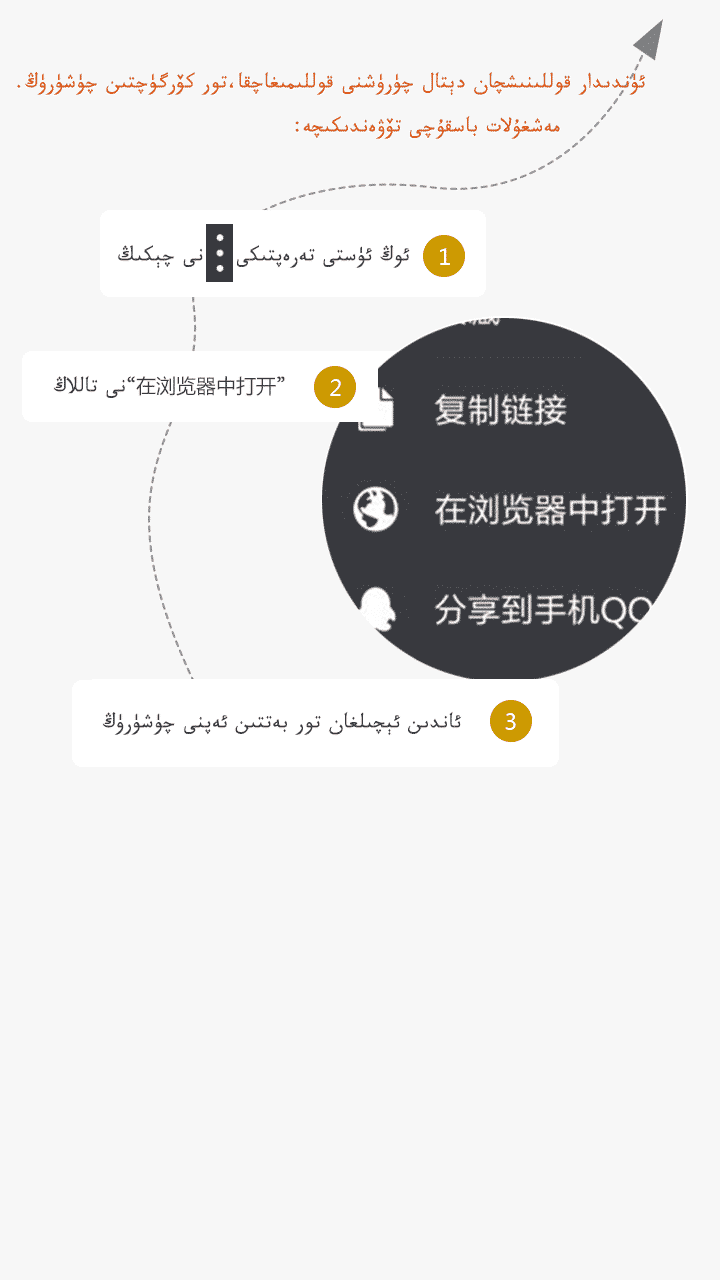 ئۈندىدار قوللىنىشچان دېتال چۈرۈشنى قوللىمىغاچقا،تور كۆرگۈچتىن چۈشۈرۈڭ.
مەشغۇلات باسقۇچى تۆۋەندىكىچە:
ئوڭ ئۈستى تەرەپتىكى نى چېكىڭ 1
2 “在浏览器中打开”نى تاللاڭ
复制链接
在浏览器中打开
分享到手机QQ
ئاندىن ئېچىلغان تور بەتتىن ئەپنى چۈشۈرۈڭ 3